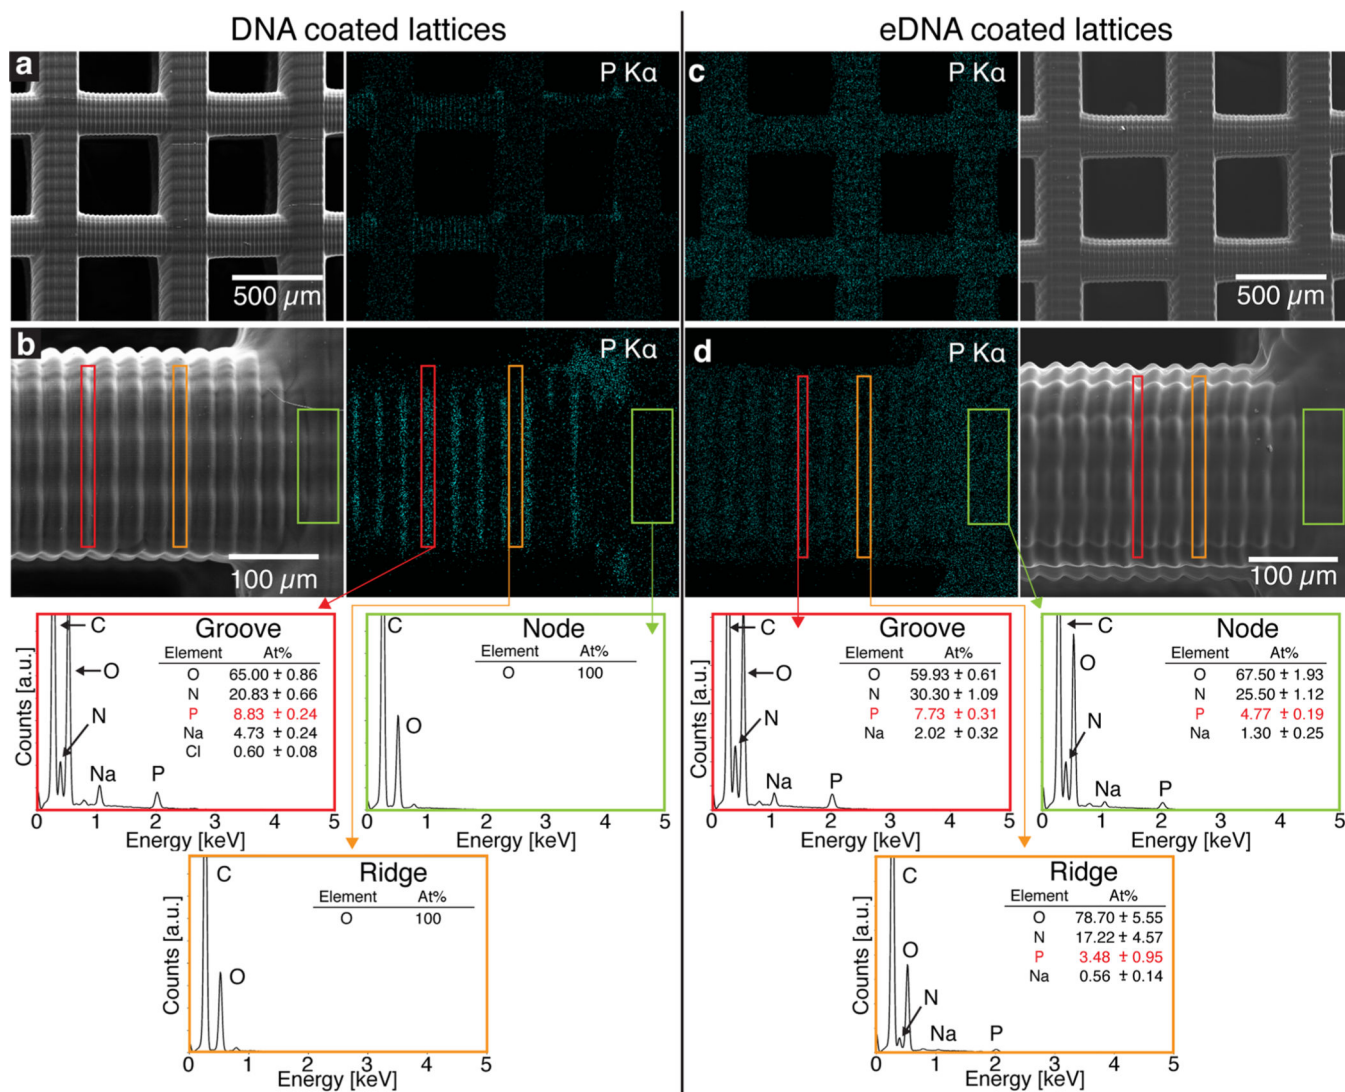 DNA coated lattices
eDNA coated lattices
a
P Kα
c
P Kα
500 µm
500 µm
b
P Kα
d
P Kα
100 µm
100 µm
Groove
Element At%
O 65.00 ± 0.86
N 20.83 ± 0.66
P 8.83 ± 0.24
Na 4.73 ± 0.24
Cl 0.60 ± 0.08
C
O
N
Na
P
Counts [a.u.]
0 1 2 3 4 5
Energy [keV]
Node
Element At%
O 100
C
O
0 1 2 3 4 5
Energy [keV]
Groove
Element At%
O 59.93 ± 0.61
N 30.30 ± 1.09
P 7.73 ± 0.31
Na 2.02 ± 0.32
C
O
N
Na
P
Counts [a.u.]
0 1 2 3 4 5
Energy [keV]
Node
Element At%
O 67.50 ± 1.93
N 25.50 ± 1.12
P 4.77 ± 0.19
Na 1.30 ± 0.25
C
O
N
Na
P
0 1 2 3 4 5
Energy [keV]
Ridge
Element At%
O 100
C
O
Counts [a.u.]
0 1 2 3 4 5
Energy [keV]
Ridge
Element At%
O 78.70 ± 5.55
N 17.22 ± 4.57
P 3.48 ± 0.95
Na 0.56 ± 0.14
C
O
N
Na
P
Counts [a.u.]
0 1 2 3 4 5
Energy [keV]